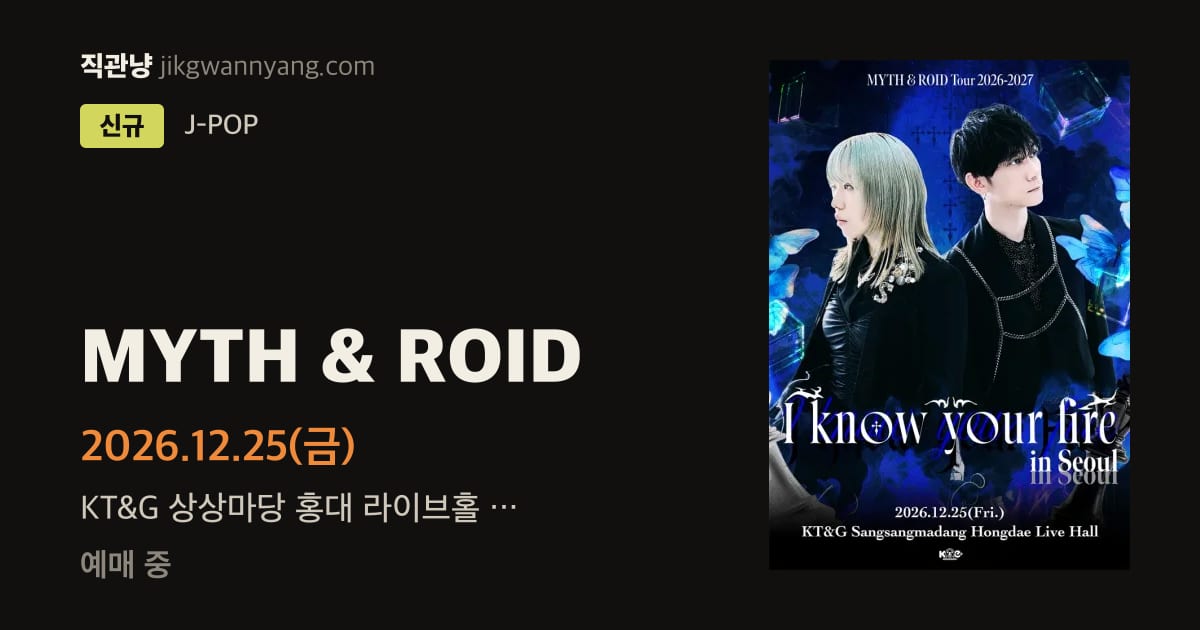 직관냥 jikgwannyang.com
신규 J-POP
MYTH & ROID
2026.12.25(금)
KT&G 상상마당 홍대 라이브홀 …
예매 중
MYTH & ROID Tour 2026-2027
I know your fire
in Seoul
2026.12.25(Fri.)
KT&G Sangsangmadang Hongdae Live Hall